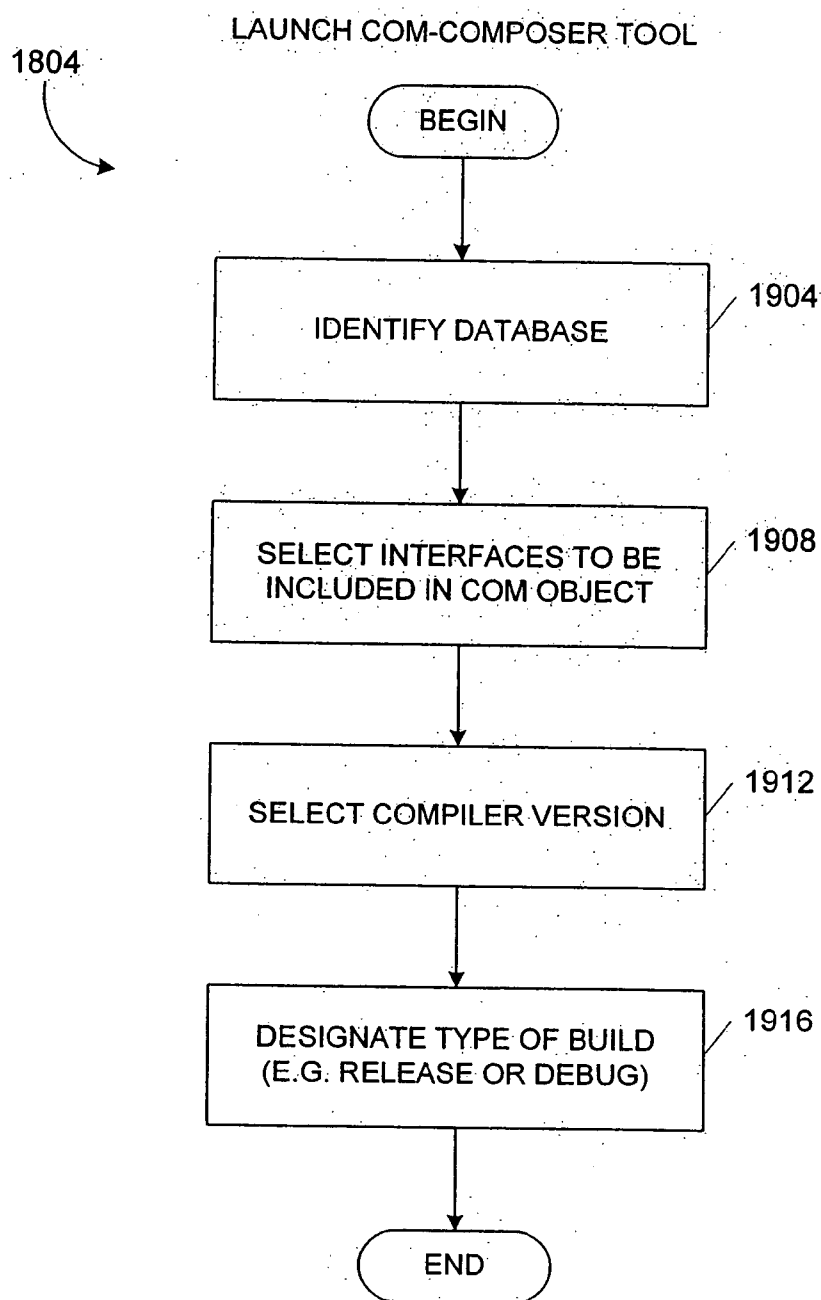 LAUNCH COM-COMPOSER TOOL
1804
BEGIN
IDENTIFY DATABASE
1904
SELECT INTERFACES TO BE
INCLUDED IN COM OBJECT
1908
SELECT COMPILER VERSION
1912
DESIGNATE TYPE OF BUILD
(E.G. RELEASE OR DEBUG)
1916
END